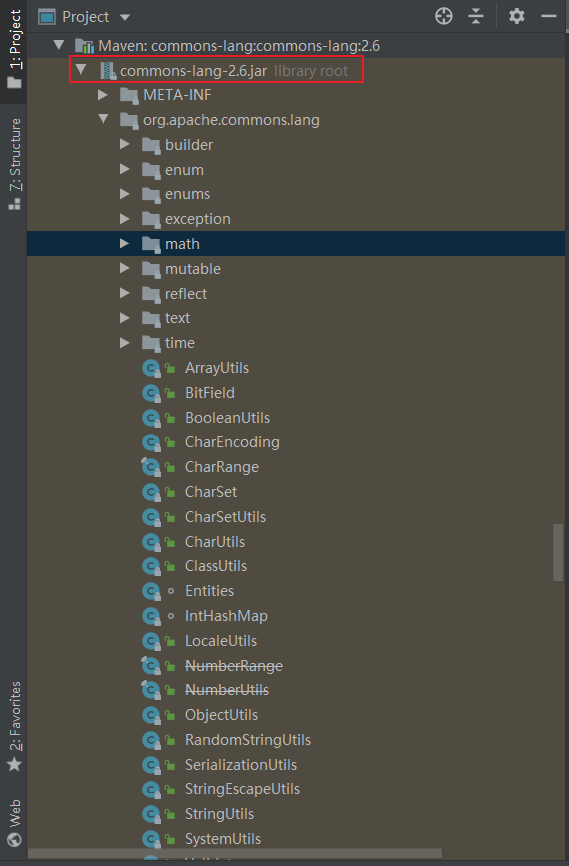 Project
1: Project
Maven: commons-lang:commons-lang:2.6
commons-lang-2.6.jar library root
META-INF
org.apache.commons.lang
builder
enum
enums
exception
math
mutable
reflect
text
time
ArrayUtils
BitField
BooleanUtils
CharEncoding
CharRange
CharSet
CharSetUtils
CharUtils
ClassUtils
Entities
IntHashMap
LocaleUtils
NumberRange
NumberUtils
ObjectUtils
RandomStringUtils
SerializationUtils
StringEscapeUtils
StringUtils
SystemUtils
7: Structure
2: Favorites
Web